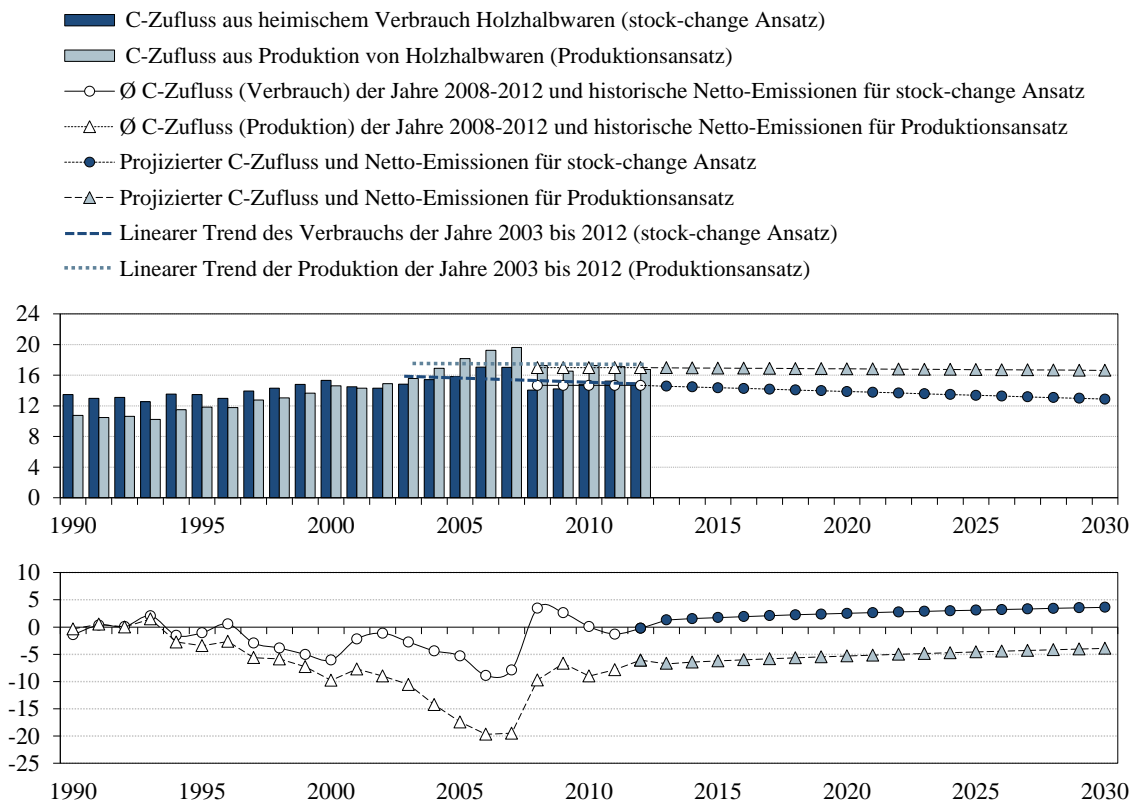 C-Zufluss aus heimischem Verbrauch Holzhalbwaren (stock-change Ansatz)
C-Zufluss aus Produktion von Holzhalbwaren (Produktionsansatz)
Ø C-Zufluss (Verbrauch) der Jahre 2008-2012 und historische Netto-Emissionen für stock-change Ansatz
Ø C-Zufluss (Produktion) der Jahre 2008-2012 und historische Netto-Emissionen für Produktionsansatz
Projizierter C-Zufluss und Netto-Emissionen für stock-change Ansatz
Projizierter C-Zufluss und Netto-Emissionen für Produktionsansatz
Linearer Trend des Verbrauchs der Jahre 2003 bis 2012 (stock-change Ansatz)
Linearer Trend der Produktion der Jahre 2003 bis 2012 (Produktionsansatz)
24
20
16
12
8
4
0
1990 1995 2000 2005 2010 2015 2020 2025 2030
10
5
0
-5
-10
-15
-20
-25
1990 1995 2000 2005 2010 2015 2020 2025 2030